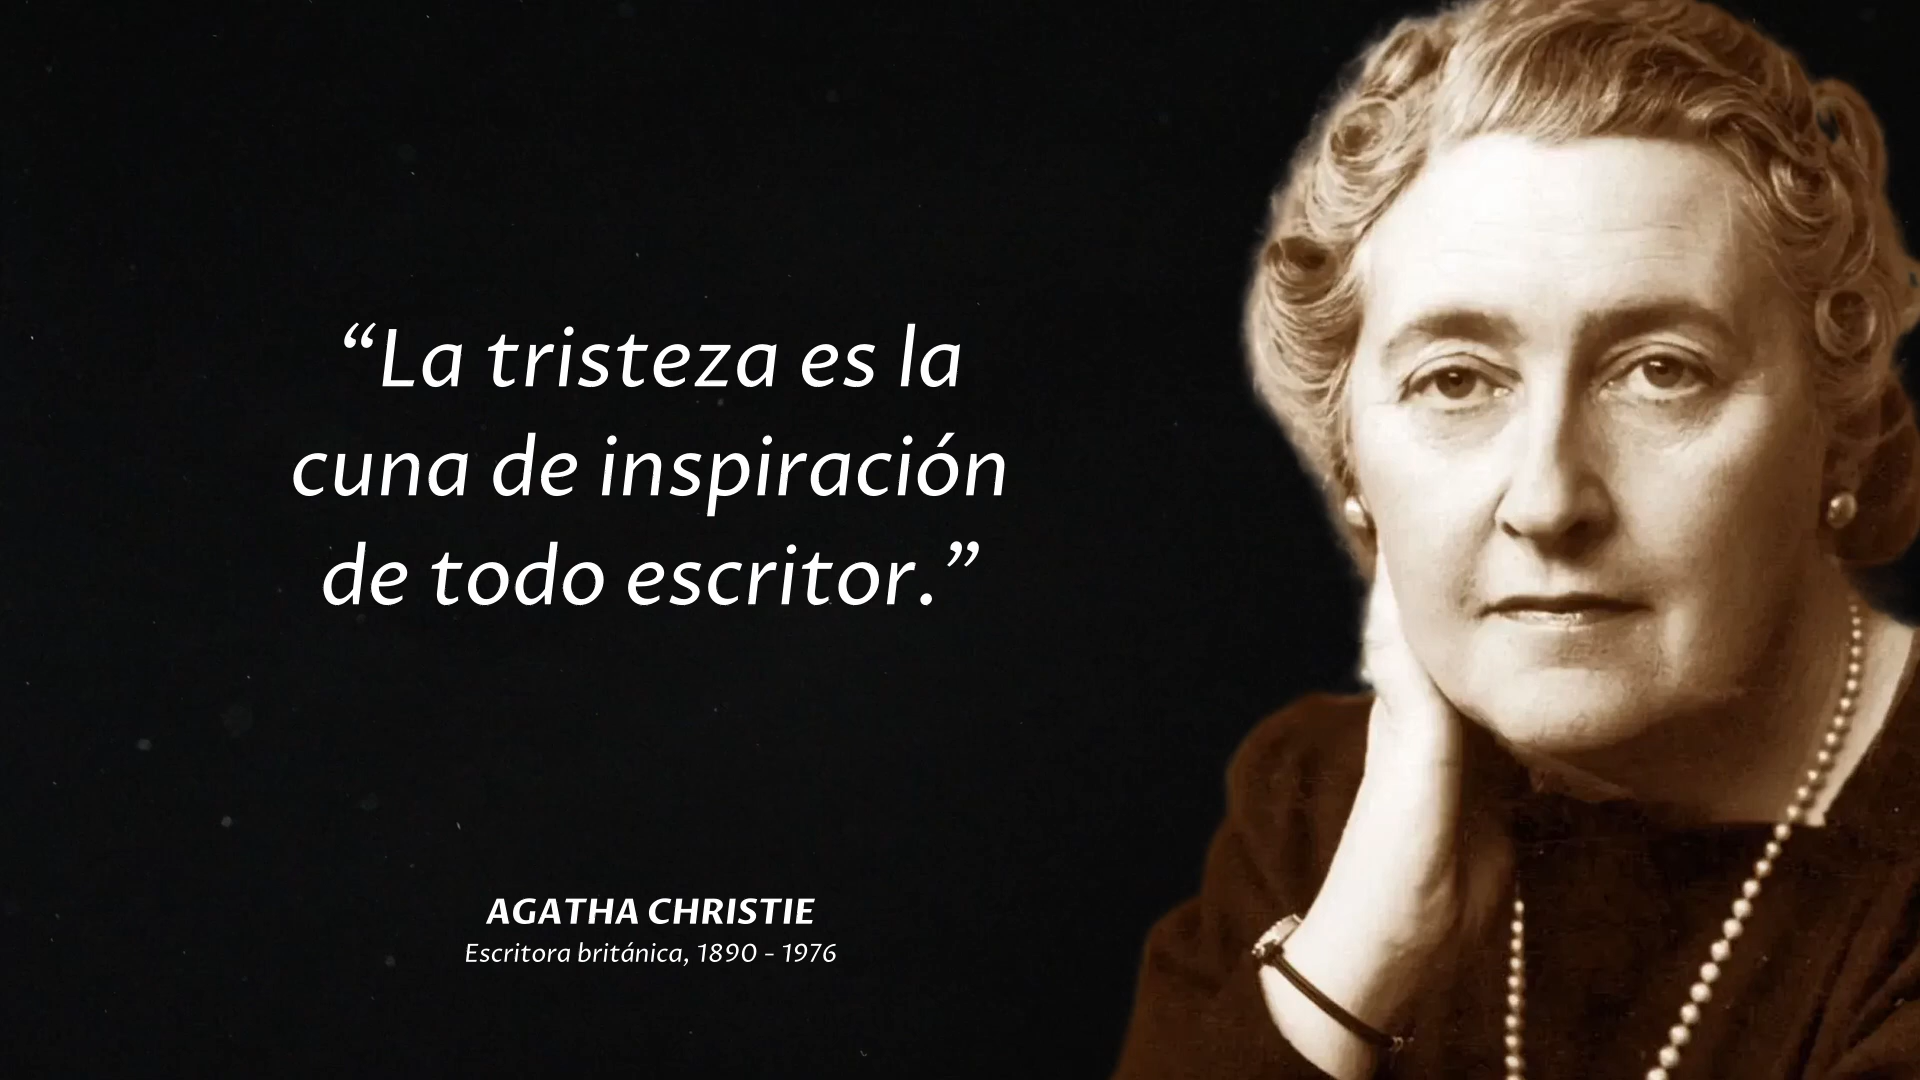 “La tristeza es la
cuna de inspiración
de todo escritor.”
AGATHA CHRISTIE
Escritora británica, 1890 - 1976